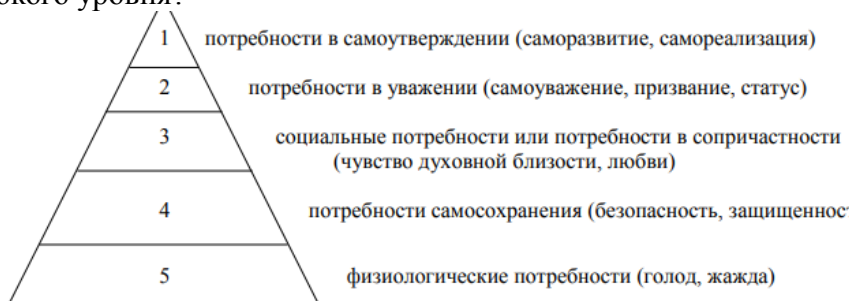 уровня?
1 потребности в самоутверждении (саморазвитие, самореализация)
2 потребности в уважении (самоуважение, призвание, статус)
3 социальные потребности или потребности в сопричастности
(чувство духовной близости, любви)
4 потребности самосохранения (безопасность, защищеннос
5 физиологические потребности (голод, жажда)